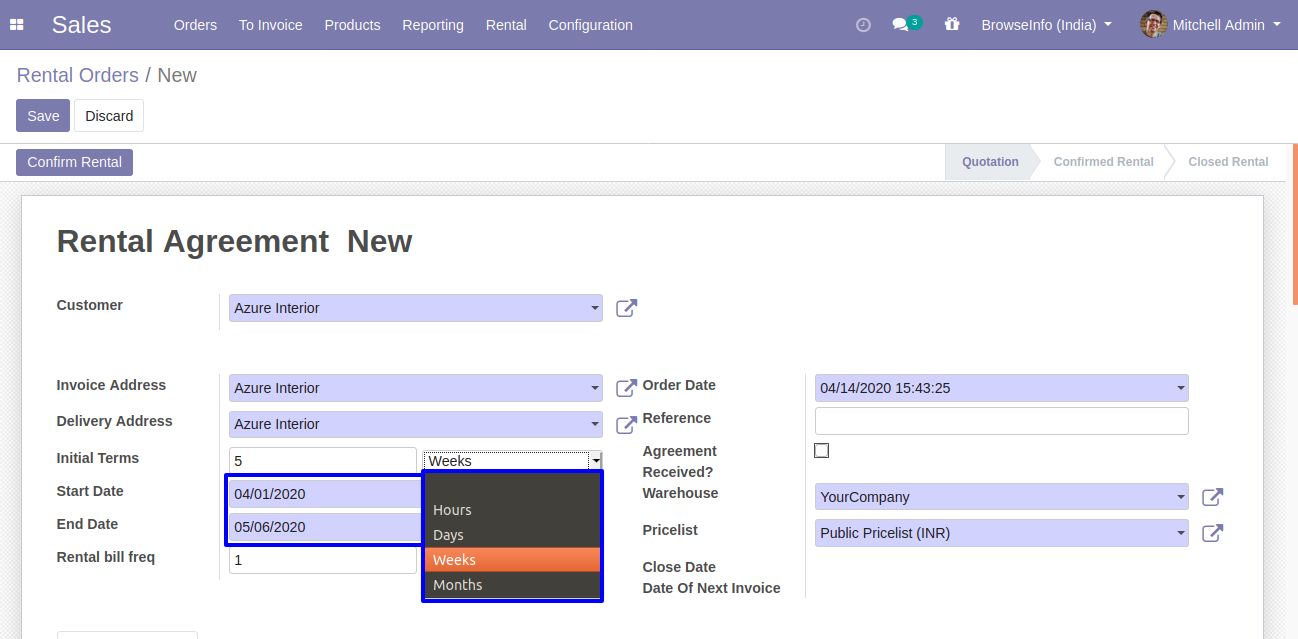 Sales Orders To Invoice Products Reporting Rental Configuration 3 BrowseInfo (India) Mitchell Admin
Rental Orders / New
Save Discard
Confirm Rental Quotation Confirmed Rental Closed Rental
Rental Agreement New
Customer Azure Interior
Invoice Address Azure Interior
Delivery Address Azure Interior
Initial Terms 5 Weeks
Start Date 04/01/2020
End Date 05/06/2020
Rental bill freq 1
Hours
Days
Weeks
Months
Order Date 04/14/2020 15:43:25
Reference
Agreement
Received?
Warehouse YourCompany
Pricelist Public Pricelist (INR)
Close Date
Date Of Next Invoice